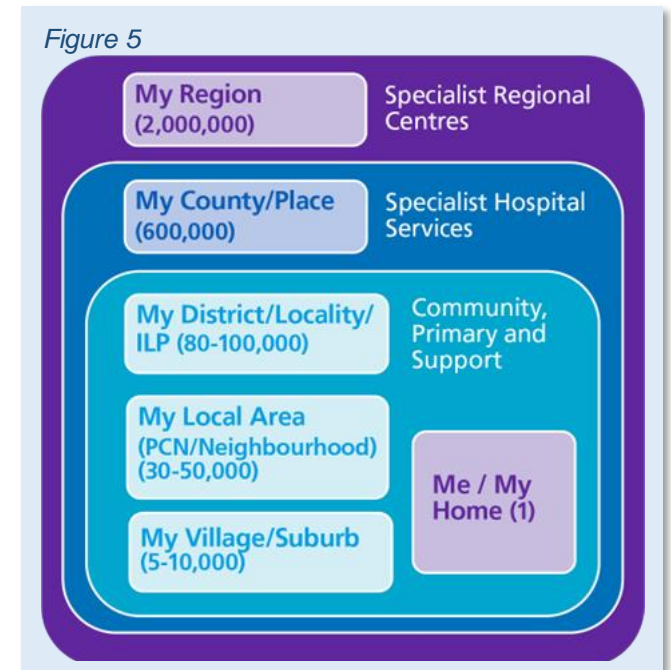 Figure 5
My Region
(2,000,000)
Specialist Regional
Centres
My County/Place
(600,000)
Specialist Hospital
Services
My District/Locality/
ILP (80-100,000)
Community,
Primary and
Support
My Local Area
(PCN/Neighbourhood)
(30-50,000)
Me / My
Home (1)
My Village/Suburb
(5-10,000)